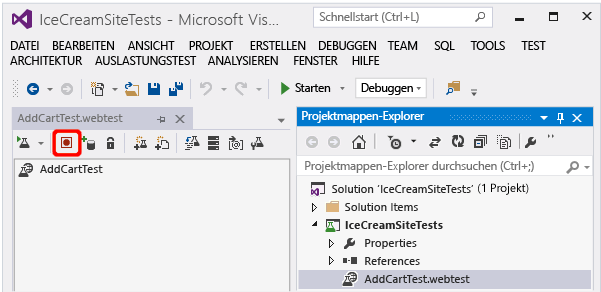 IceCreamSiteTests - Microsoft Vis...
Schnellstart (Ctrl+L)
DATEI BEARBEITEN ANSICHT PROJEKT ERSTELLEN DEBUGGEN TEAM SQL TOOLS TEST
ARCHITEKTUR AUSLASTUNGSTEST ANALYSIEREN FENSTER HILFE
Starten Debuggen
AddCartTest.webtest
AddCartTest
Projektmappen-Explorer
Projektmappen-Explorer durchsuchen (Ctrl+;)
Solution 'IceCreamSiteTests' (1 Projekt)
Solution Items
IceCreamSiteTests
Properties
References
AddCartTest.webtest